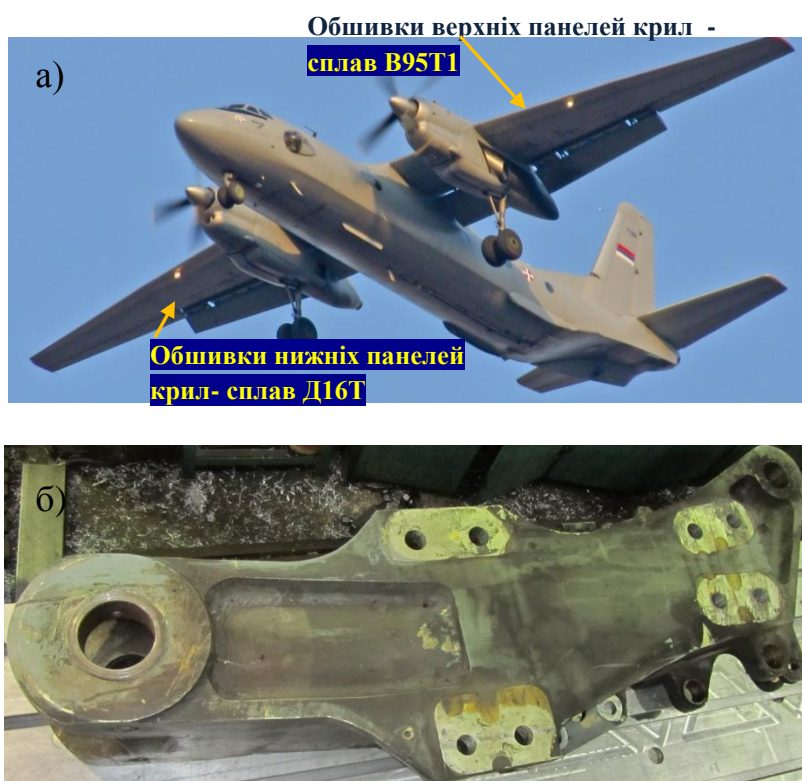 Обшивки верхніх панелей крил -
сплав В95Т1
а)
Обшивки нижніх панелей
крил- сплав Д16Т
б)